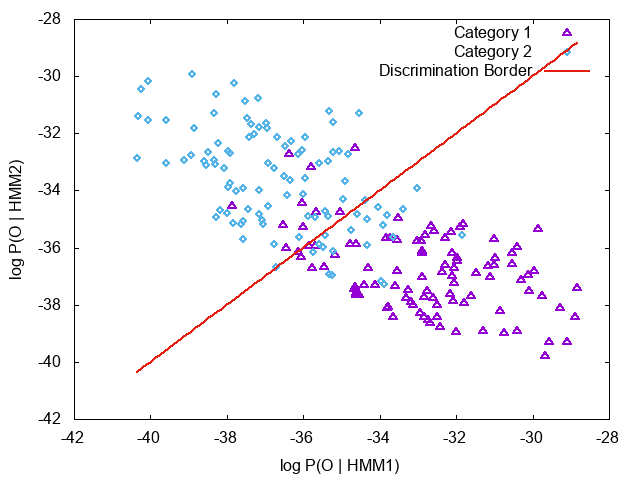 Category 1
Category 2
Discrimination Border
-28
-30
-32
-34
-36
-38
-40
-42
log P(O | HMM2)
-42 -40 -38 -36 -34 -32 -30 -28
log P(O | HMM1)